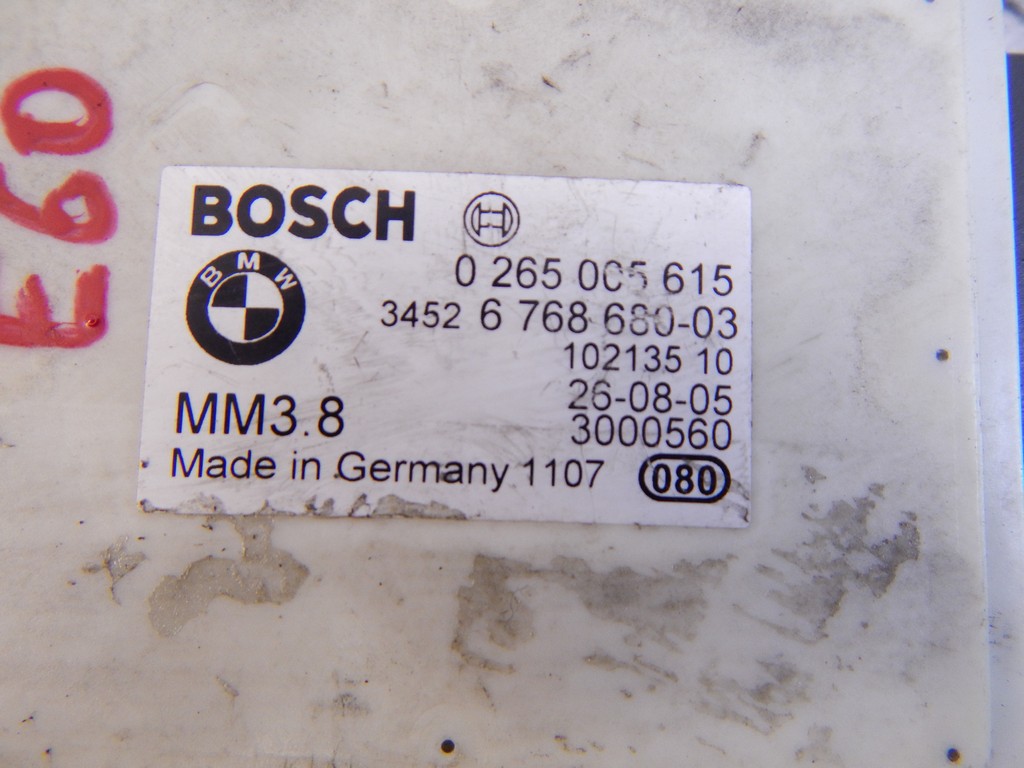 E60
BOSCH
BMW
0 265 005 615
3452 6 768 680-03
102135 10
26-08-05
MM3.8
3000560
Made in Germany 1107 080